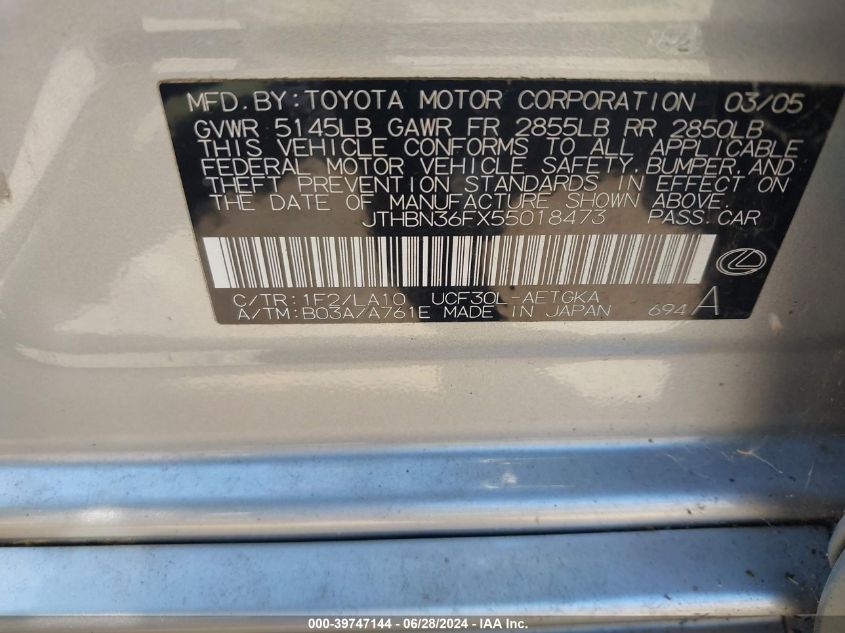 MFD.BY:TOYOTA MOTOR CORPORATION 03/05
GVWR 5145LB GAWR FR 2855LB RR 2850LB
THIS VEHICLE CONFORMS TO ALL APPLICABLE
FEDERAL MOTOR VEHICLE SAFETY,BUMPER,AND
THEFT PREVENTION STANDARDS IN EFFECT ON
THE DATE OF MANUFACTURE SHOWN ABOVE.
JTHBN36FX55018473 PASS.CAR
C/TR:1F2/LA10 UCF30L-AETGKA
A/TM:B03A/A761E MADE IN JAPAN 694 A
000-39747144 - 06/28/2024 - IAA Inc.